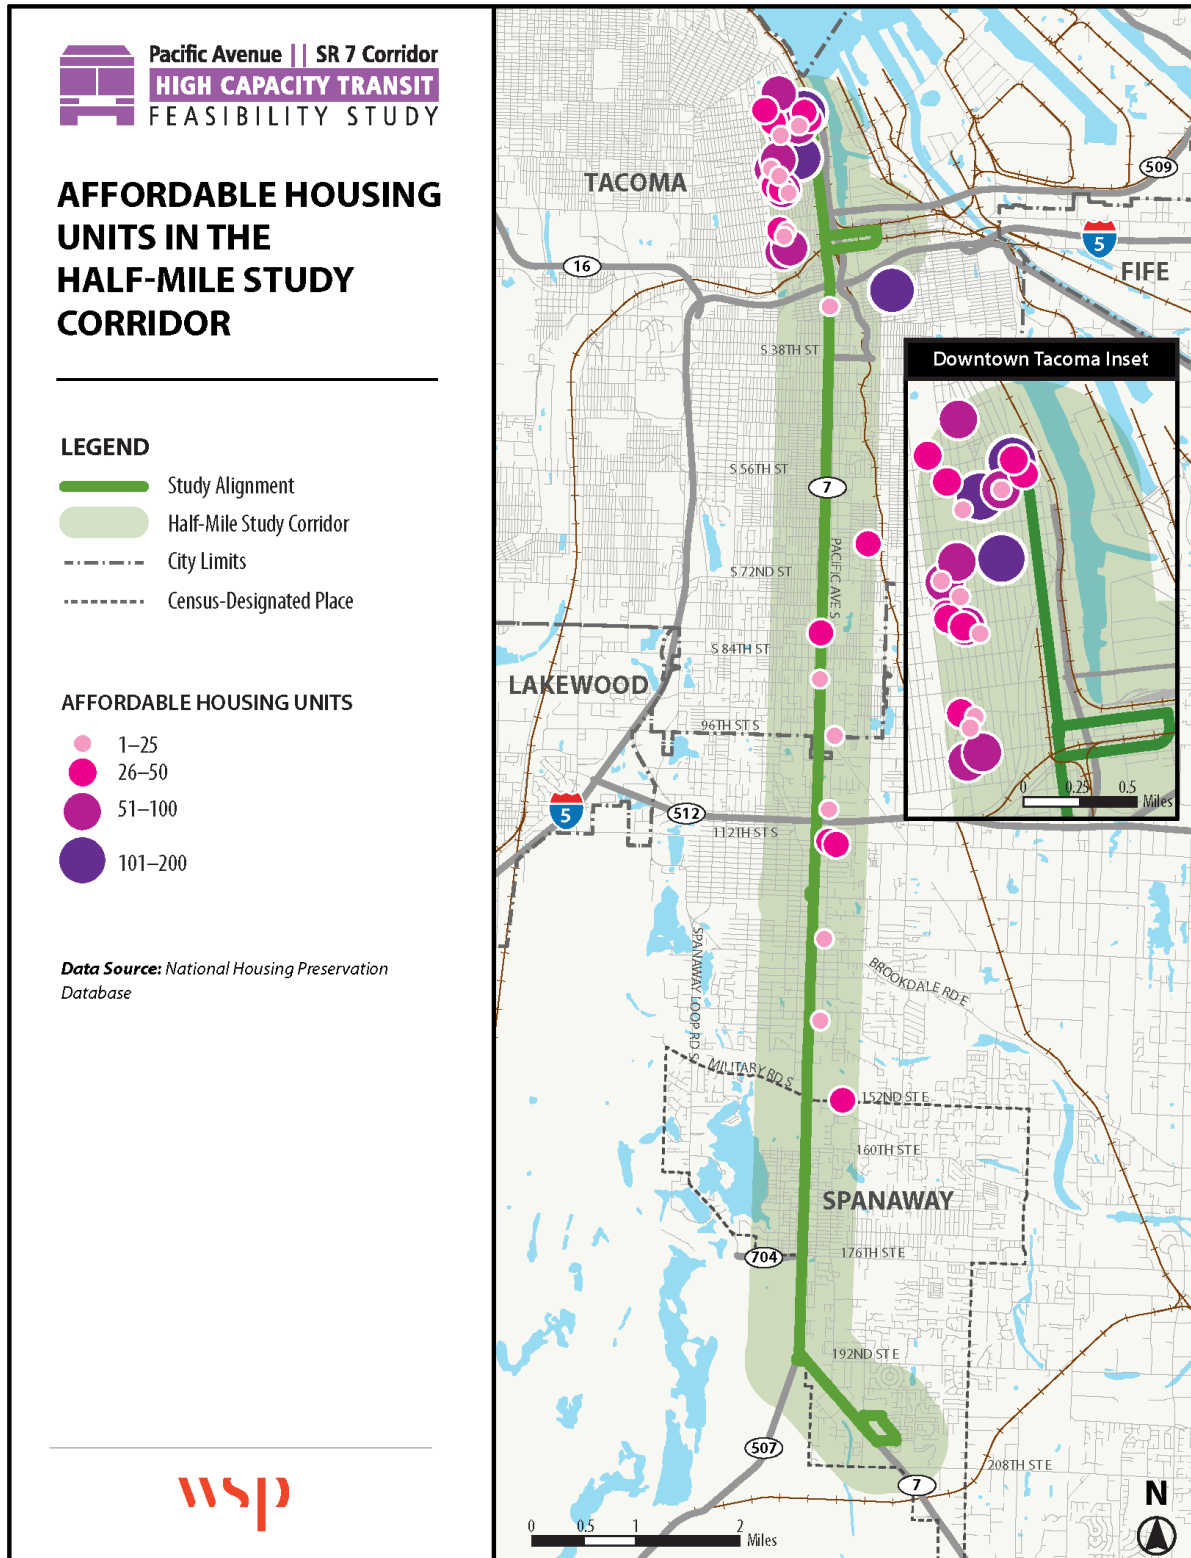 Pacific Avenue || SR 7 Corridor
HIGH CAPACITY TRANSIT
FEASIBILITY STUDY
AFFORDABLE HOUSING
UNITS IN THE
HALF-MILE STUDY
CORRIDOR
LEGEND
Study Alignment
Half-Mile Study Corridor
City Limits
Census-Designated Place
AFFORDABLE HOUSING UNITS
1–25
26–50
51–100
101–200
Data Source: National Housing Preservation
Database
wsp
TACOMA
509
5
FIFE
16
S 38TH ST
Downtown Tacoma Inset
0 0.25 0.5
Miles
S 56TH ST
7
PACIFIC AVE S
S 72ND ST
S 84TH ST
LAKEWOOD
96TH ST S
5
512
112TH ST S
SPANAWAY LOOP RD S
BROOKDALE RD E
MILITARY RD S
152ND ST E
160TH ST E
SPANAWAY
704
176TH ST E
192ND ST E
507
208TH ST E
7
N
0 0.5 1 2
Miles